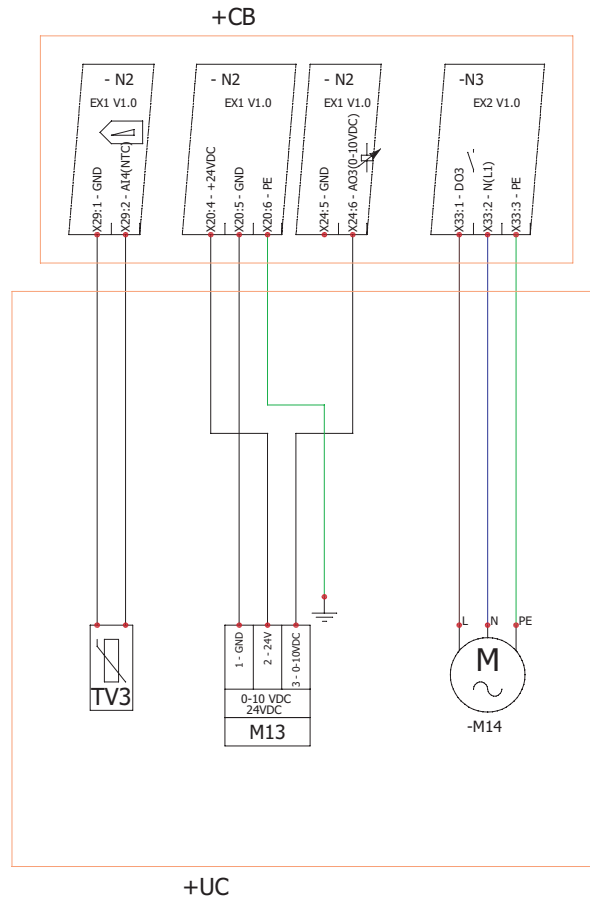 +CB
- N2
EX1 V1.0
X29:1 - GND
X29:2 - AI4(NTC)
- N2
EX1 V1.0
X20:4 - +24VDC
X20:5 - GND
X20:6 - PE
- N2
EX1 V1.0
X24:5 - GND
X24:6 - AO3(0-10VDC)
-N3
EX2 V1.0
X33:1 - DO3
X33:2 - N(L1)
X33:3 - PE
TV3
1 - GND
2 - 24V
3 - 0-10VDC
0-10 VDC
24VDC
M13
L
N
PE
M
-M14
+UC